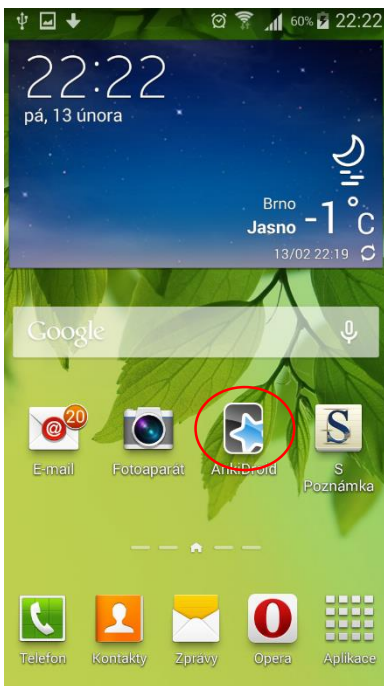 60% 22:22
22:22
pá, 13 února
Brno
Jasno -1°C
13/02 22:19
Google
20
@
S
E-mail Fotoaparát AnkiDroid S Poznámka
Telefon Kontakty Zprávy Opera Aplikace